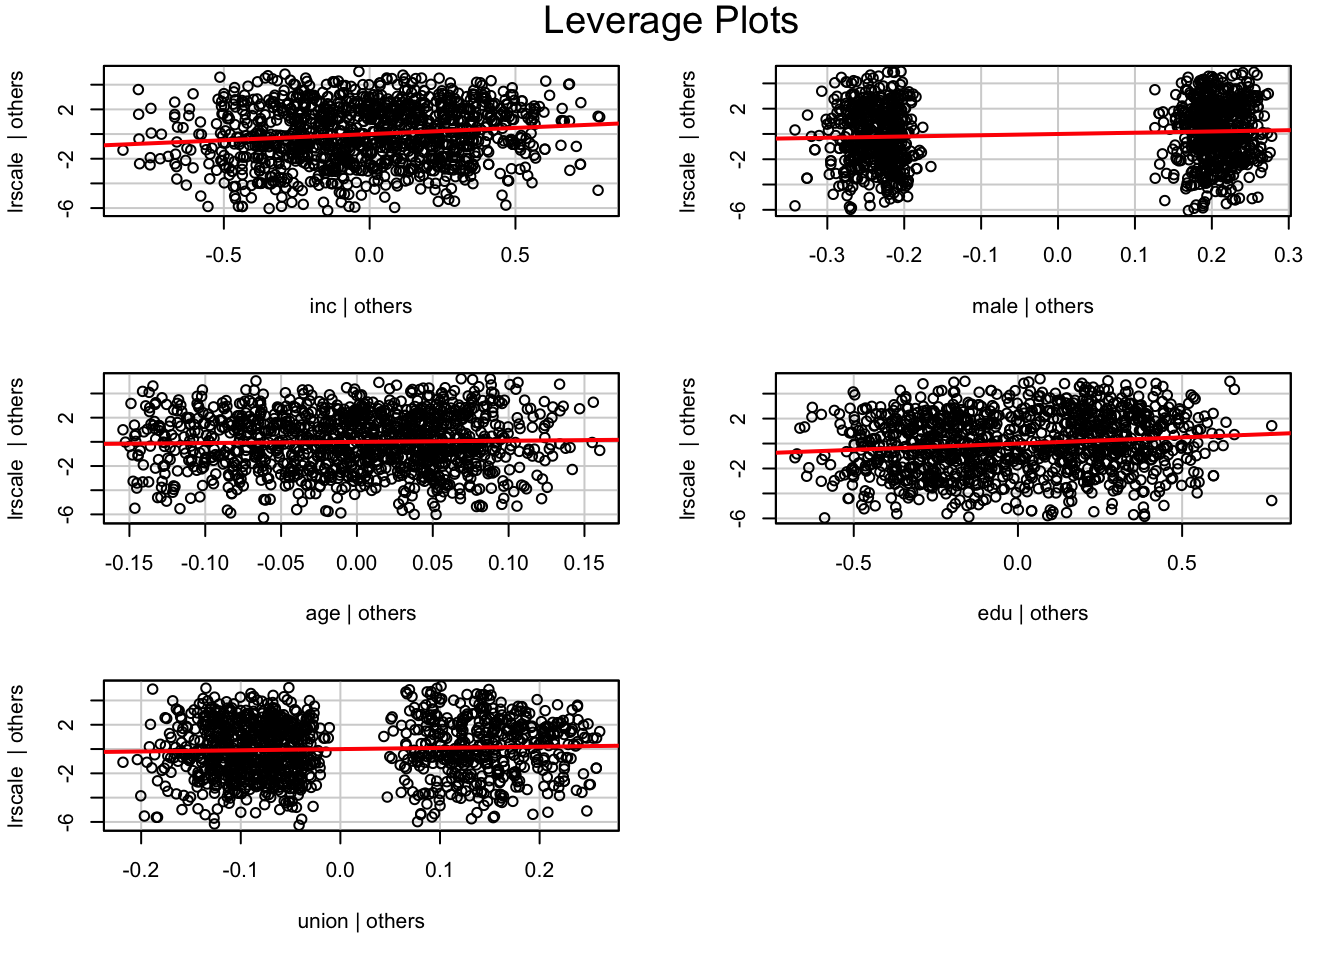 Leverage Plots
lrscale | others
2
-2
-6
-0.5 0.0 0.5
inc | others
lrscale | others
2
-2
-6
-0.3 -0.2 -0.1 0.0 0.1 0.2 0.3
male | others
lrscale | others
2
-2
-6
-0.15 -0.10 -0.05 0.00 0.05 0.10 0.15
age | others
lrscale | others
2
-2
-6
-0.5 0.0 0.5
edu | others
lrscale | others
2
-2
-6
-0.2 -0.1 0.0 0.1 0.2
union | others